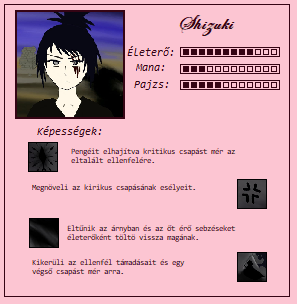 Shizuki
Életerő:
Mana:
Pajzs:
Képességek:
Pengéit elhajítva kritikus csapást mér az
eltalált ellenfelére.
Megnöveli az kirikus csapásának esélyeit.
Eltűnik az árnyban és az őt érő sebzéseket
életerőként tölti vissza magának.
Kikerüli az ellenfél támadásait és egy
végső csapást mér arra.